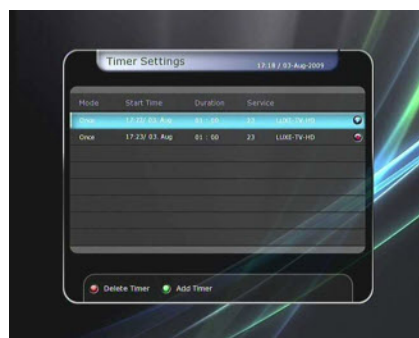 Timer Settings
17:18 / 03-Aug-2009
Mode Start Time Duration Service
Once 17:22/ 03. Aug 01 : 00 23 LUXE-TV-HD
Once 17:23/ 03. Aug 01 : 00 23 LUXE-TV-HD
Delete Timer Add Timer